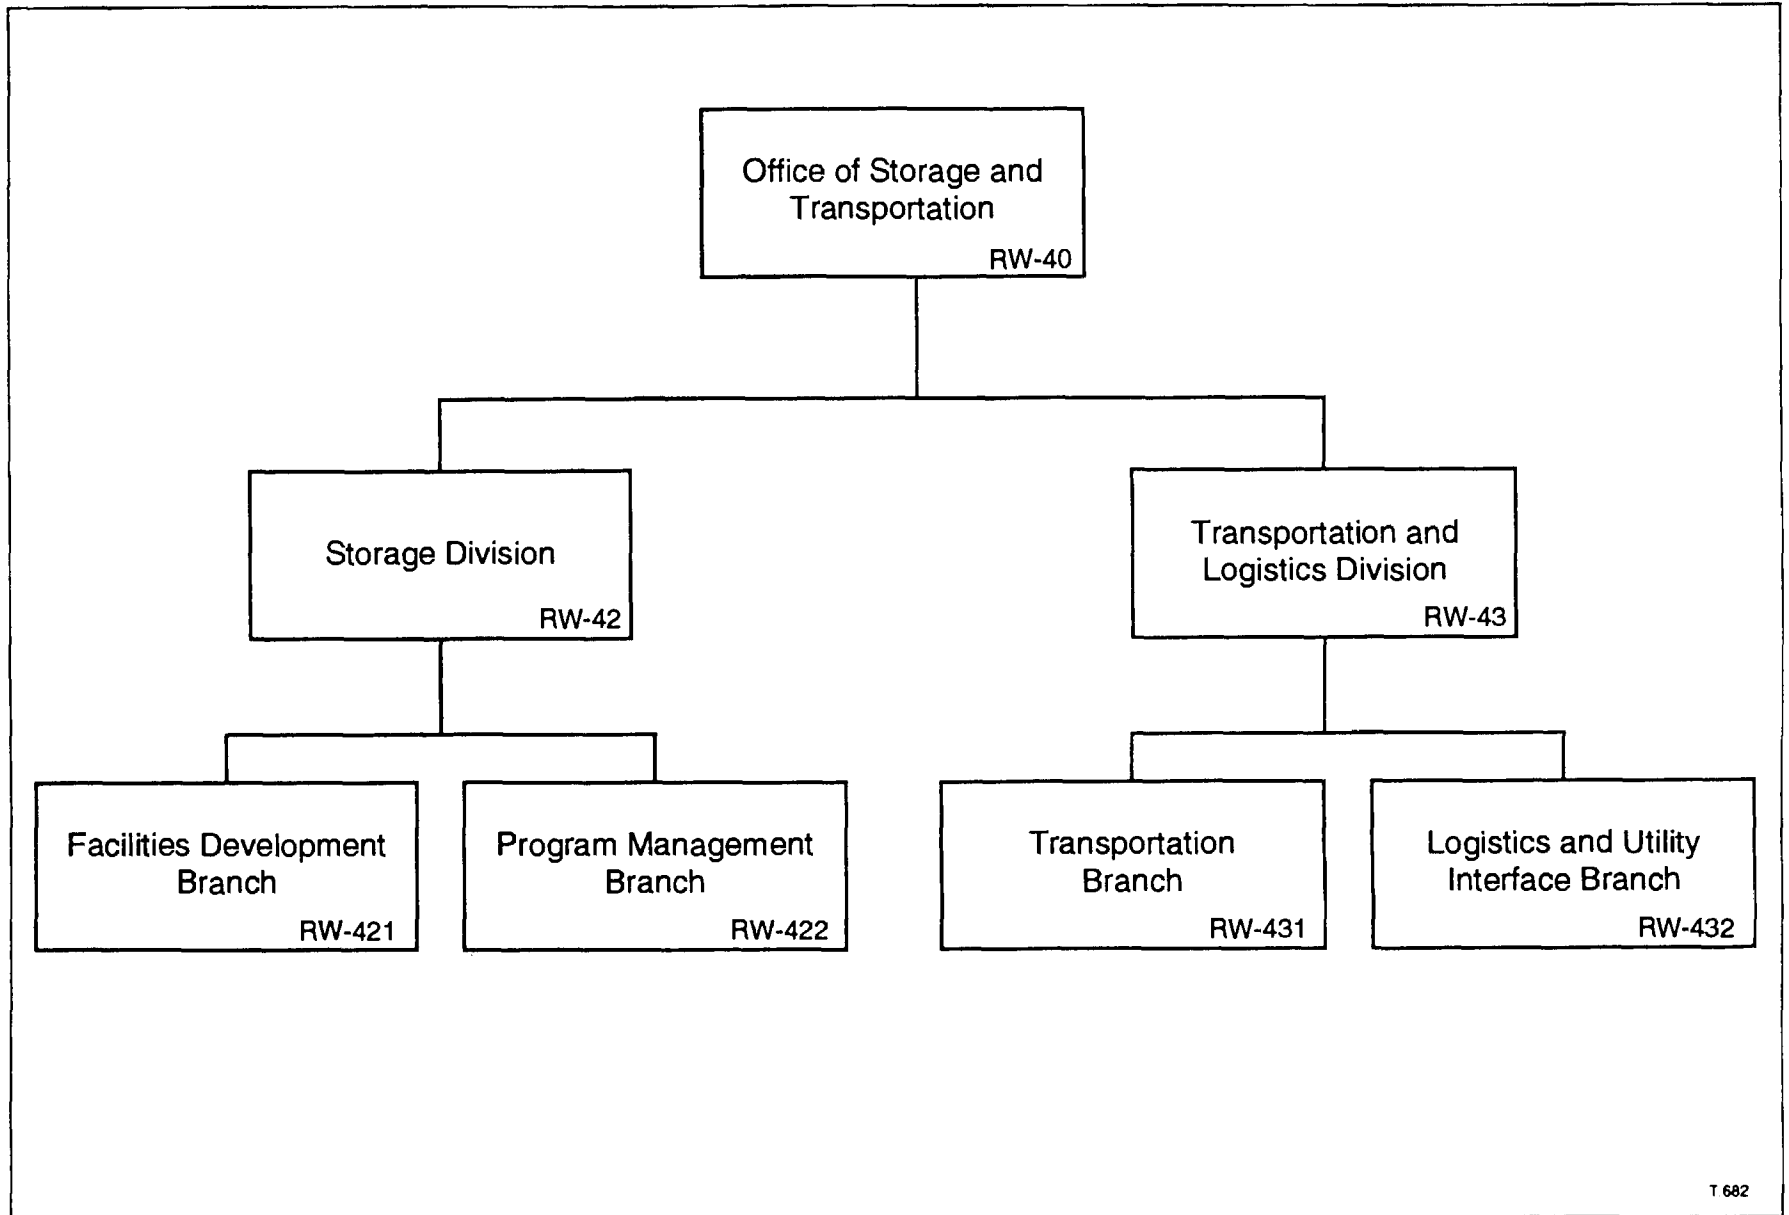 Office of Storage and
Transportation
RW-40
Storage Division
RW-42
Transportation and
Logistics Division
RW-43
Facilities Development
Branch
RW-421
Program Management
Branch
RW-422
Transportation
Branch
RW-431
Logistics and Utility
Interface Branch
RW-432
T.682